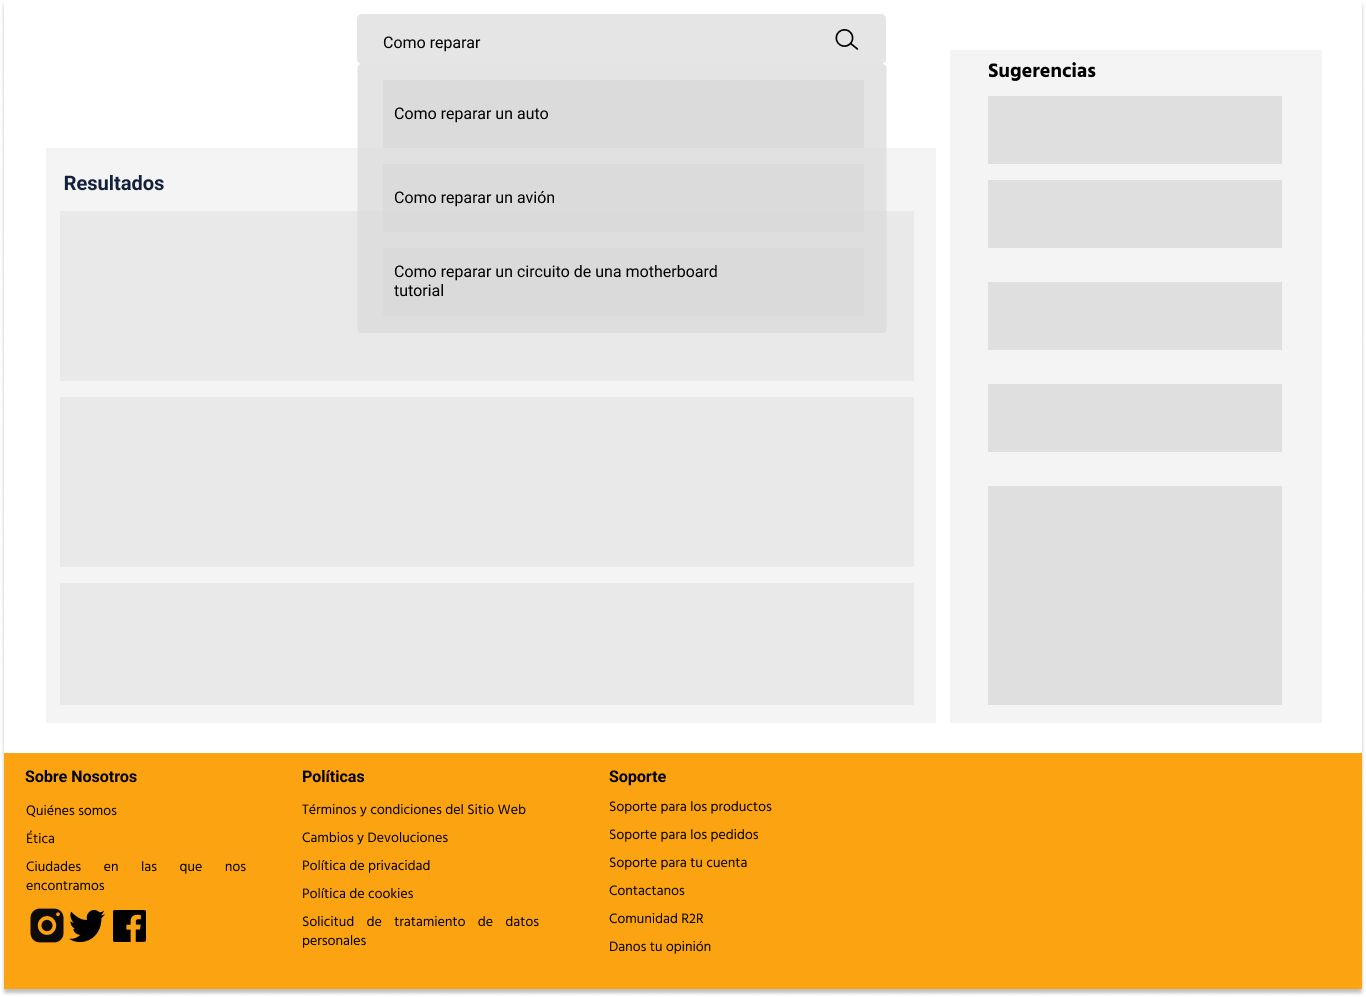 Como reparar
Como reparar un auto
Como reparar un avión
Como reparar un circuito de una motherboard
tutorial
Resultados
Sugerencias
Sobre Nosotros
Quiénes somos
Ética
Ciudades en las que nos
encontramos
Políticas
Términos y condiciones del Sitio Web
Cambios y Devoluciones
Política de privacidad
Política de cookies
Solicitud de tratamiento de datos
personales
Soporte
Soporte para los productos
Soporte para los pedidos
Soporte para tu cuenta
Contactanos
Comunidad R2R
Danos tu opinión